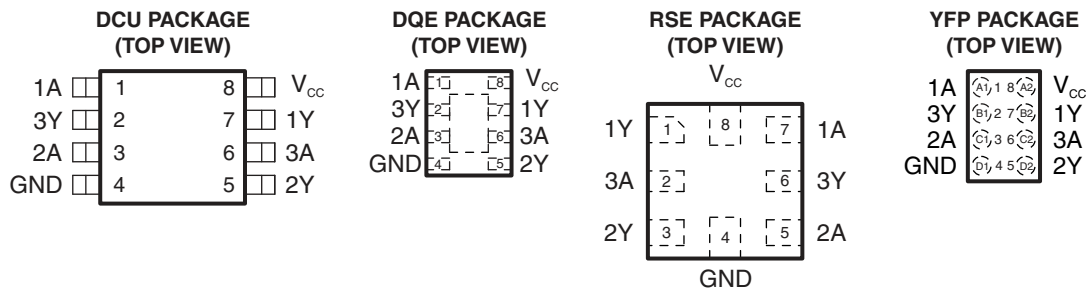 DCU PACKAGE
(TOP VIEW)
1A 1 8 VCC
3Y 2 7 1Y
2A 3 6 3A
GND 4 5 2Y
DQE PACKAGE
(TOP VIEW)
1A 1 8 VCC
3Y 2 7 1Y
2A 3 6 3A
GND 4 5 2Y
RSE PACKAGE
(TOP VIEW)
VCC
1Y 1 8 7 1A
3A 2 6 3Y
2Y 3 4 5 2A
GND
YFP PACKAGE
(TOP VIEW)
1A A1 1 8 A2 VCC
3Y B1 2 7 B2 1Y
2A C1 3 6 C2 3A
GND D1 4 5 D2 2Y